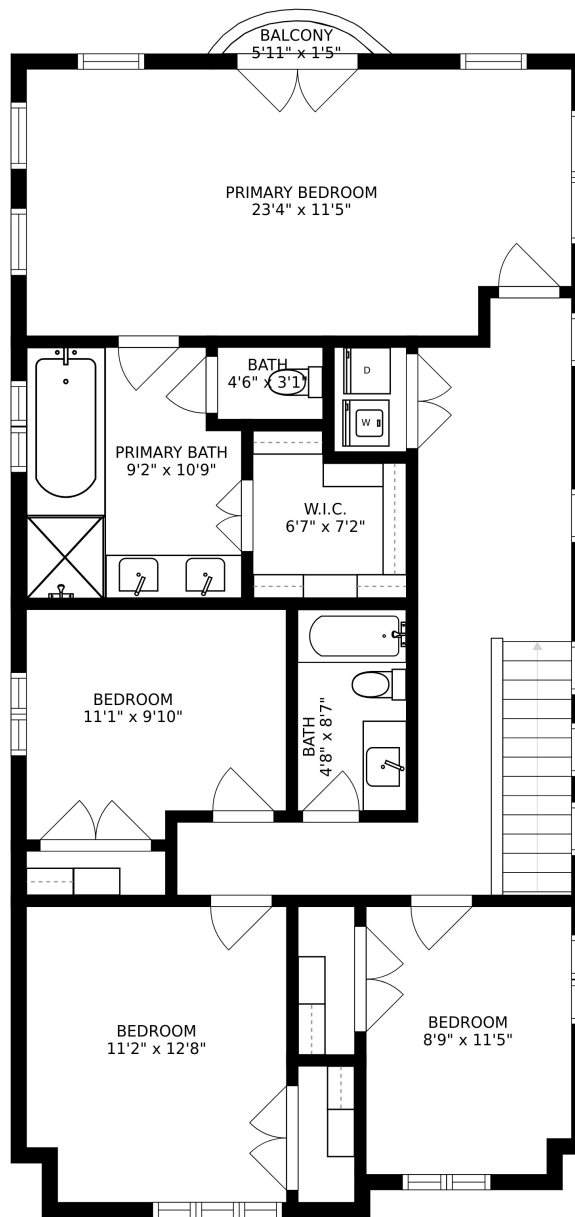 BALCONY
5'11" x 1'5"
PRIMARY BEDROOM
23'4" x 11'5"
BATH
4'6" x 3'1"
D
W
PRIMARY BATH
9'2" x 10'9"
W.I.C.
6'7" x 7'2"
BEDROOM
11'1" x 9'10"
BATH
4'8" x 8'7"
BEDROOM
11'2" x 12'8"
BEDROOM
8'9" x 11'5"